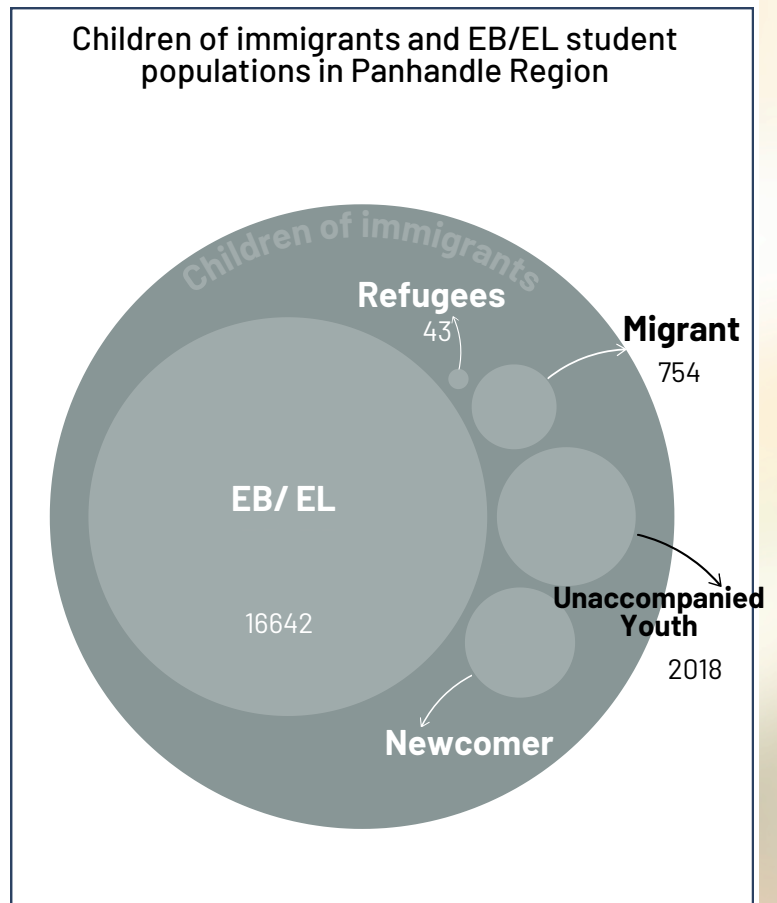 Children of immigrants and EB/EL student
populations in Panhandle Region
Children of immigrants
Refugees
43
Migrant
754
EB/ EL
16642
Unaccompanied
Youth
2018
Newcomer